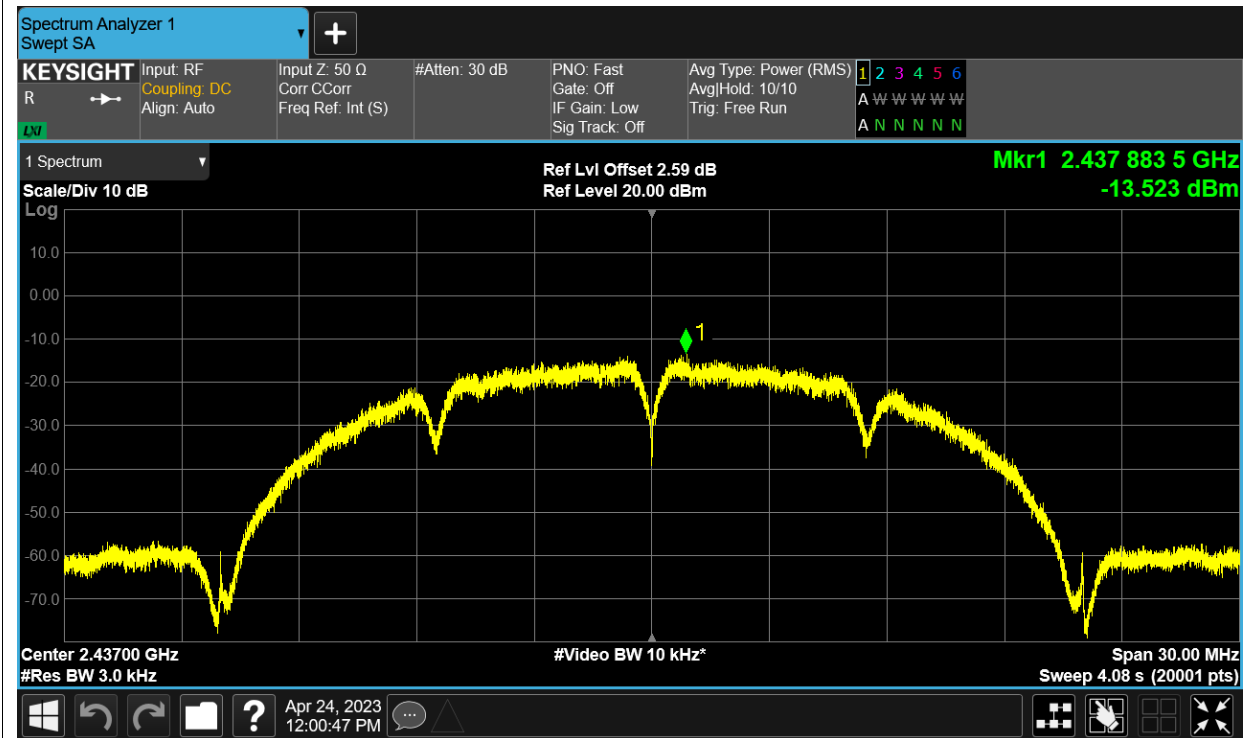 Spectrum Analyzer 1
Swept SA
KEYSIGHT
R
LXI
Input: RF
Coupling: DC
Align: Auto
Input Z: 50 Ω
Corr CCorr
Freq Ref: Int (S)
#Atten: 30 dB
PNO: Fast
Gate: Off
IF Gain: Low
Sig Track: Off
Avg Type: Power (RMS)
Avg|Hold: 10/10
Trig: Free Run
1 2 3 4 5 6
A W W W W W
A N N N N N
1 Spectrum
Scale/Div 10 dB
Log
Ref Lvl Offset 2.59 dB
Ref Level 20.00 dBm
Mkr1 2.437 883 5 GHz
-13.523 dBm
10.0
0.00
-10.0
-20.0
-30.0
-40.0
-50.0
-60.0
-70.0
1
Center 2.43700 GHz
#Res BW 3.0 kHz
#Video BW 10 kHz*
Span 30.00 MHz
Sweep 4.08 s (20001 pts)
?
Apr 24, 2023
12:00:47 PM